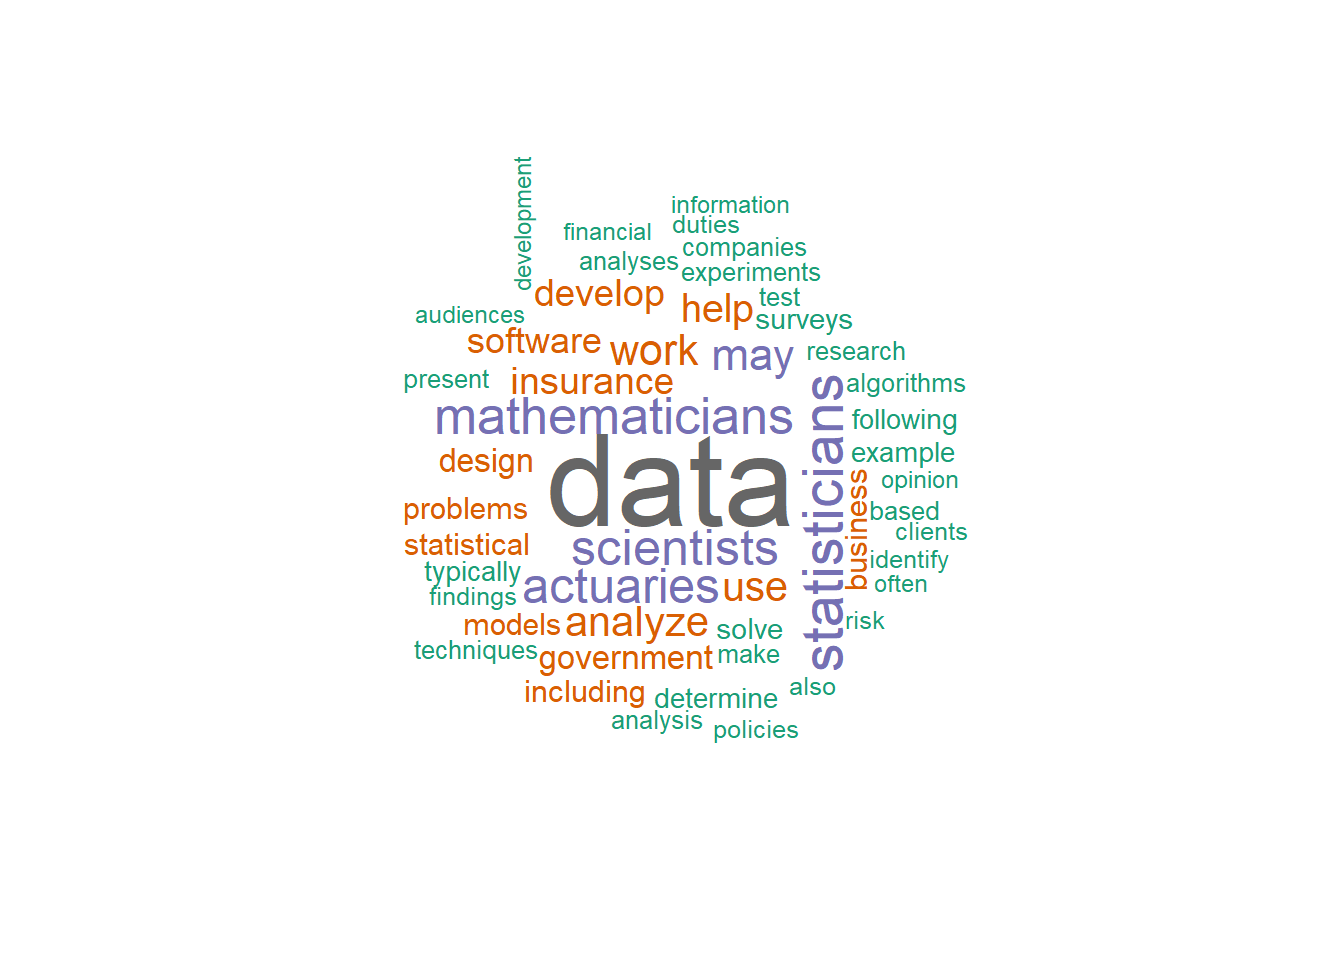 development
information
duties
financial
companies
analyses
experiments
develop
help
test
surveys
audiences
software
work
may
research
present
insurance
algorithms
mathematicians
statisticians
following
design
data
example
opinion
business
problems
based
clients
statistical
scientists
identify
typically
actuaries
use
often
findings
models
analyze
solve
risk
techniques
government
make
including
determine
also
analysis
policies